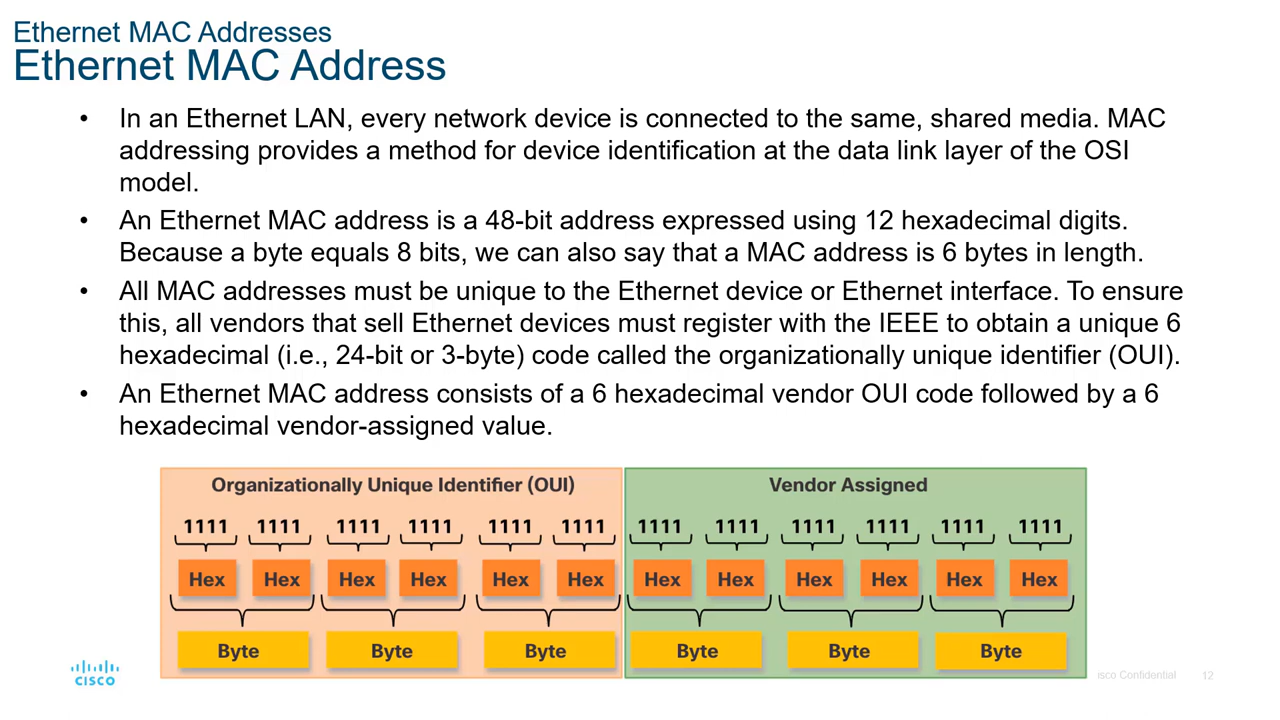 Ethernet MAC Addresses
Ethernet MAC Address
• In an Ethernet LAN, every network device is connected to the same, shared media. MAC
addressing provides a method for device identification at the data link layer of the OSI
model.
• An Ethernet MAC address is a 48-bit address expressed using 12 hexadecimal digits.
Because a byte equals 8 bits, we can also say that a MAC address is 6 bytes in length.
• All MAC addresses must be unique to the Ethernet device or Ethernet interface. To ensure
this, all vendors that sell Ethernet devices must register with the IEEE to obtain a unique 6
hexadecimal (i.e., 24-bit or 3-byte) code called the organizationally unique identifier (OUI).
• An Ethernet MAC address consists of a 6 hexadecimal vendor OUI code followed by a 6
hexadecimal vendor-assigned value.
Organizationally Unique Identifier (OUI) Vendor Assigned
1111 1111 1111 1111 1111 1111 1111 1111 1111 1111 1111 1111
Hex Hex Hex Hex Hex Hex Hex Hex Hex Hex Hex Hex
Byte Byte Byte Byte Byte Byte
CISCO
isco Confidential 12